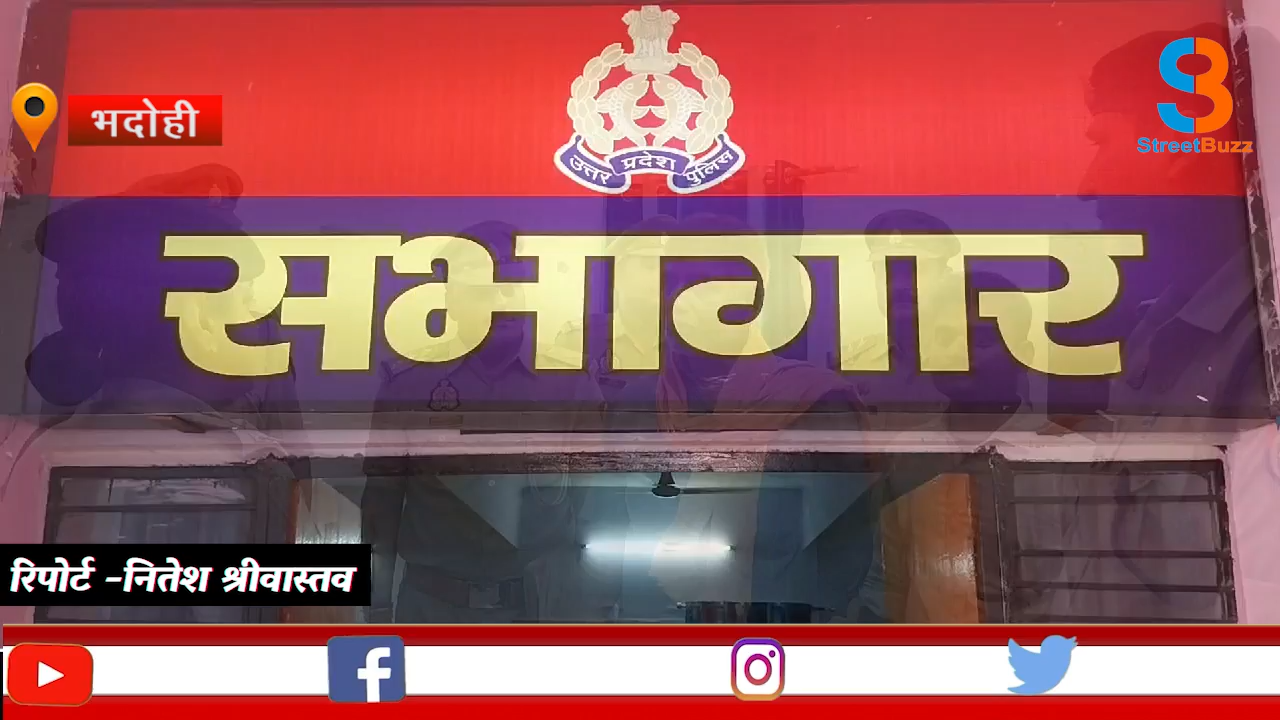 भदोही
StreetBuzz
उत्तर प्रदेश पुलिस
सभागार
रिपोर्ट -नितेश श्रीवास्तव